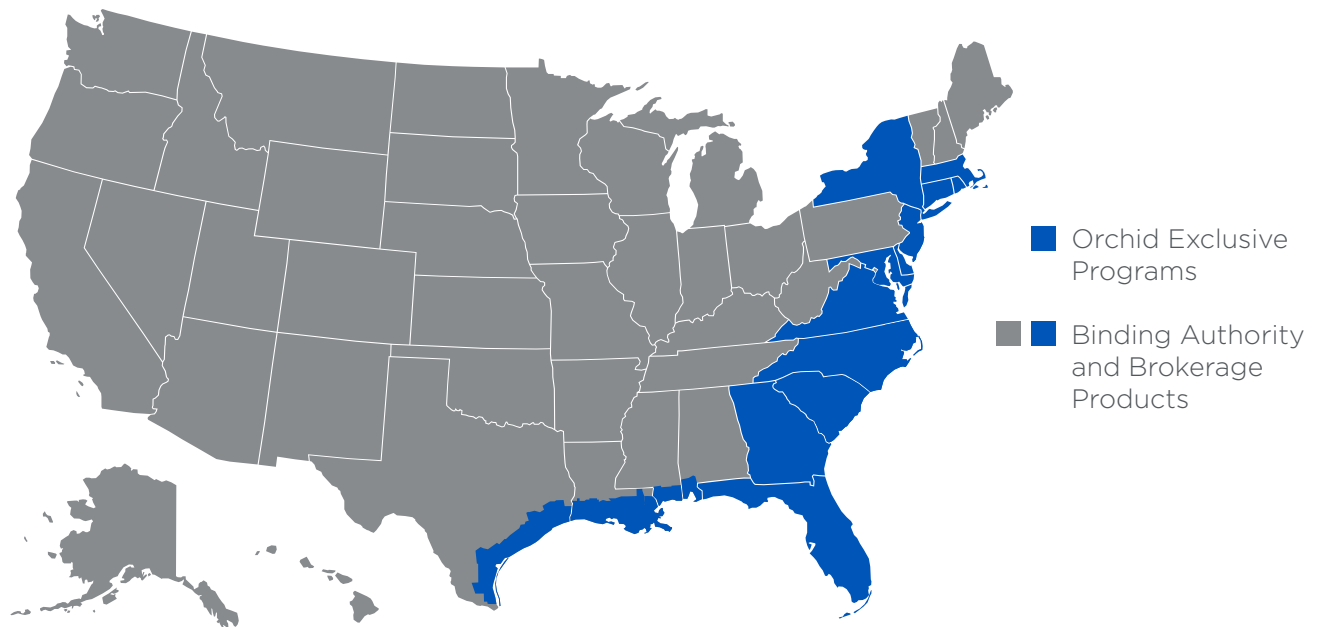 Orchid Exclusive
Programs
Binding Authority
and Brokerage
Products